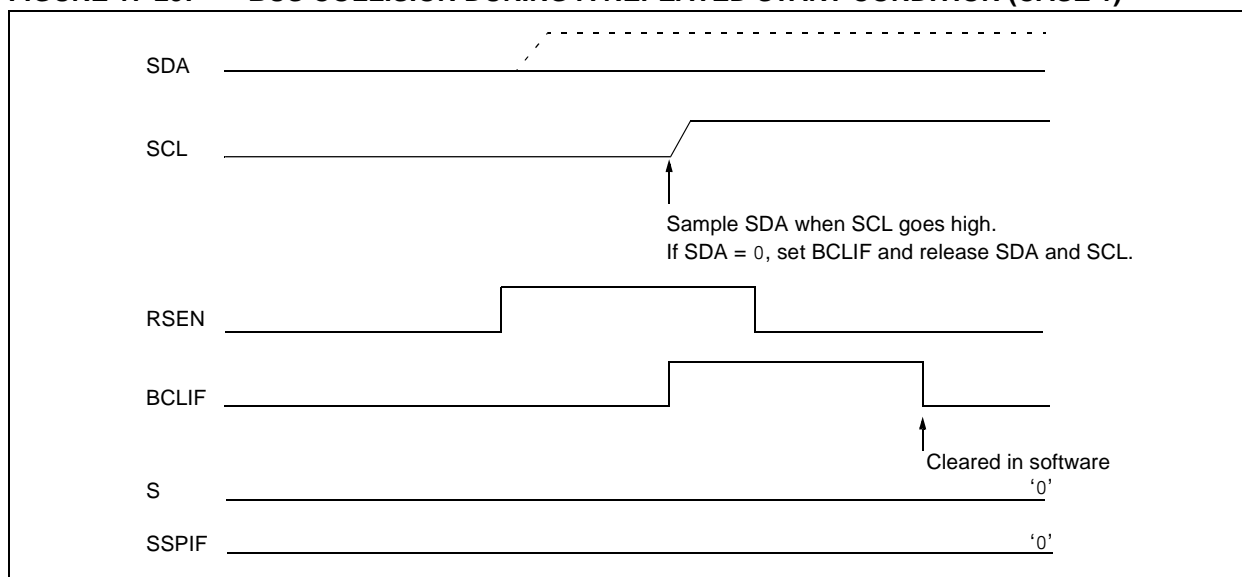 SDA
SCL
Sample SDA when SCL goes high.
If SDA = 0, set BCLIF and release SDA and SCL.
RSEN
BCLIF
Cleared in software
S
'0'
SSPIF
'0'